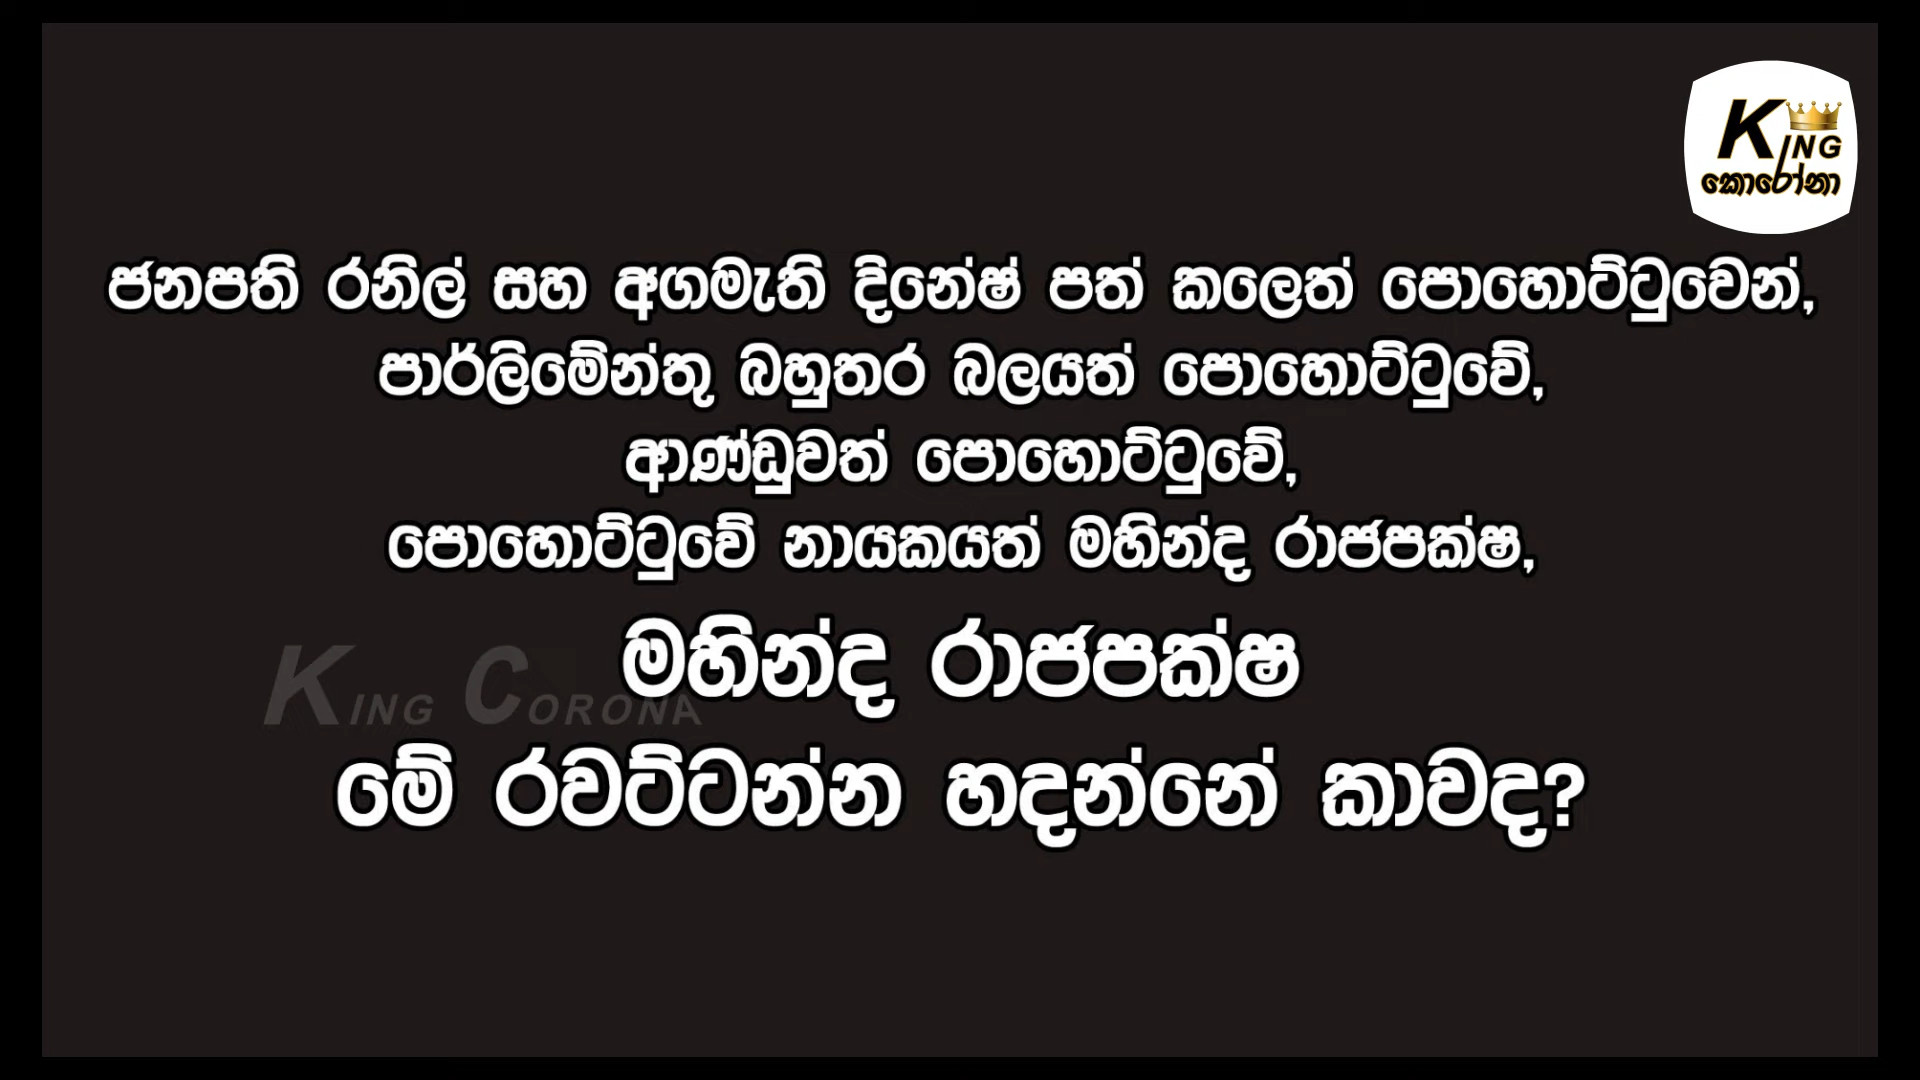 KING
කොරෝනා
ජනපති රනිල් සහ අගමැති දිනේෂ් පත් කලෙත් පොහොට්ටුවෙන්,
පාර්ලිමේන්තු බහුතර බලයත් පොහොට්ටුවේ,
ආණ්ඩුවත් පොහොට්ටුවේ,
පොහොට්ටුවේ නායකයත් මහින්ද රාජපක්ෂ,
මහින්ද රාජපක්ෂ
KING CORONA
මේ රවට්ටන්න හදන්නේ කාවද?